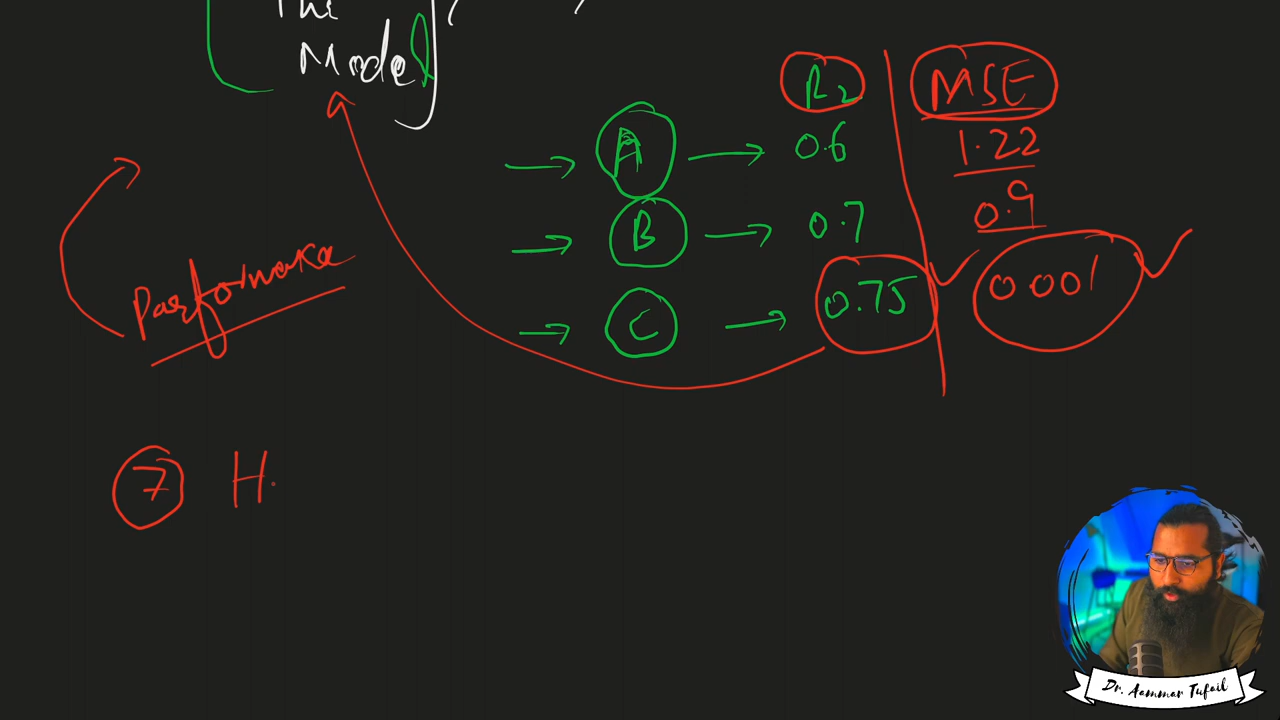 The
Model
R2 MSE
A → 0.6 1.22
B → 0.7 0.9
C → 0.75 0.001
7 H.
Dr. Aammar Tufail